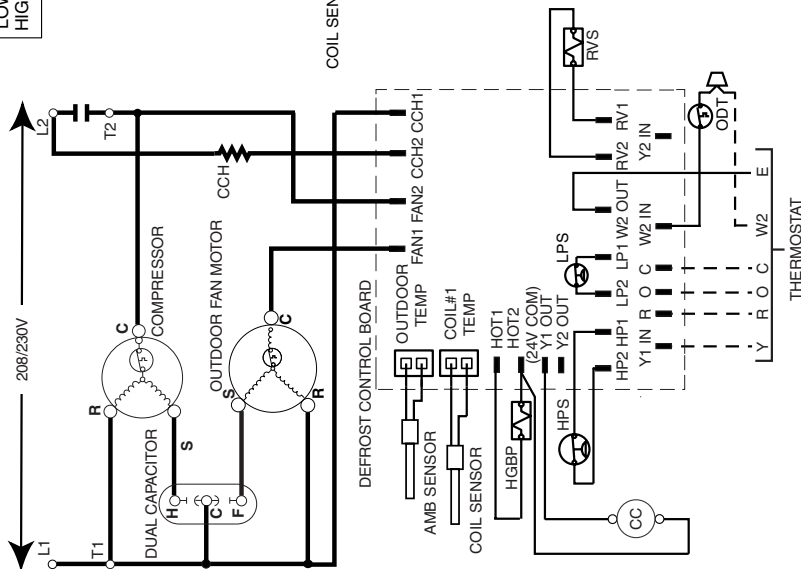 LOW
HIG
208/230V
L1
L2
T1
T2
CCH
COIL SEN
COMPRESSOR
R
C
S
DUAL CAPACITOR
H
C
F
OUTDOOR FAN MOTOR
S
C
R
DEFROST CONTROL BOARD
FAN1
FAN2
CCH2
CCH1
OUTDOOR
TEMP
COIL#1
TEMP
AMB SENSOR
COIL SENSOR
HOT1
HOT2
(24V COM)
Y1 OUT
Y2 OUT
HGBP
HPS
CC
HP2
HP1
LP2
LP1
W2 OUT
RV2
RV1
Y1 IN
R
O
C
W2 IN
Y2 IN
LPS
RVS
ODT
Y
R
O
C
W2
E
THERMOSTAT